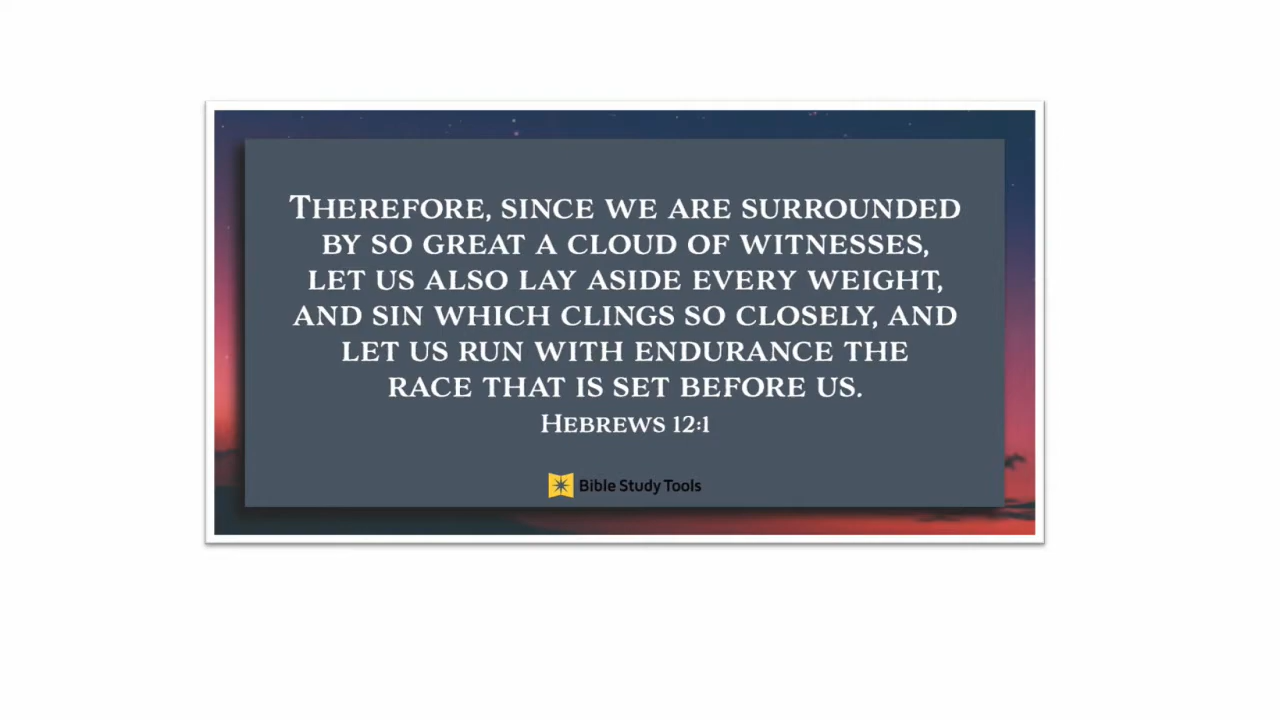 Therefore, since we are surrounded
by so great a cloud of witnesses,
let us also lay aside every weight,
and sin which clings so closely, and
let us run with endurance the
race that is set before us.
Hebrews 12:1
Bible Study Tools